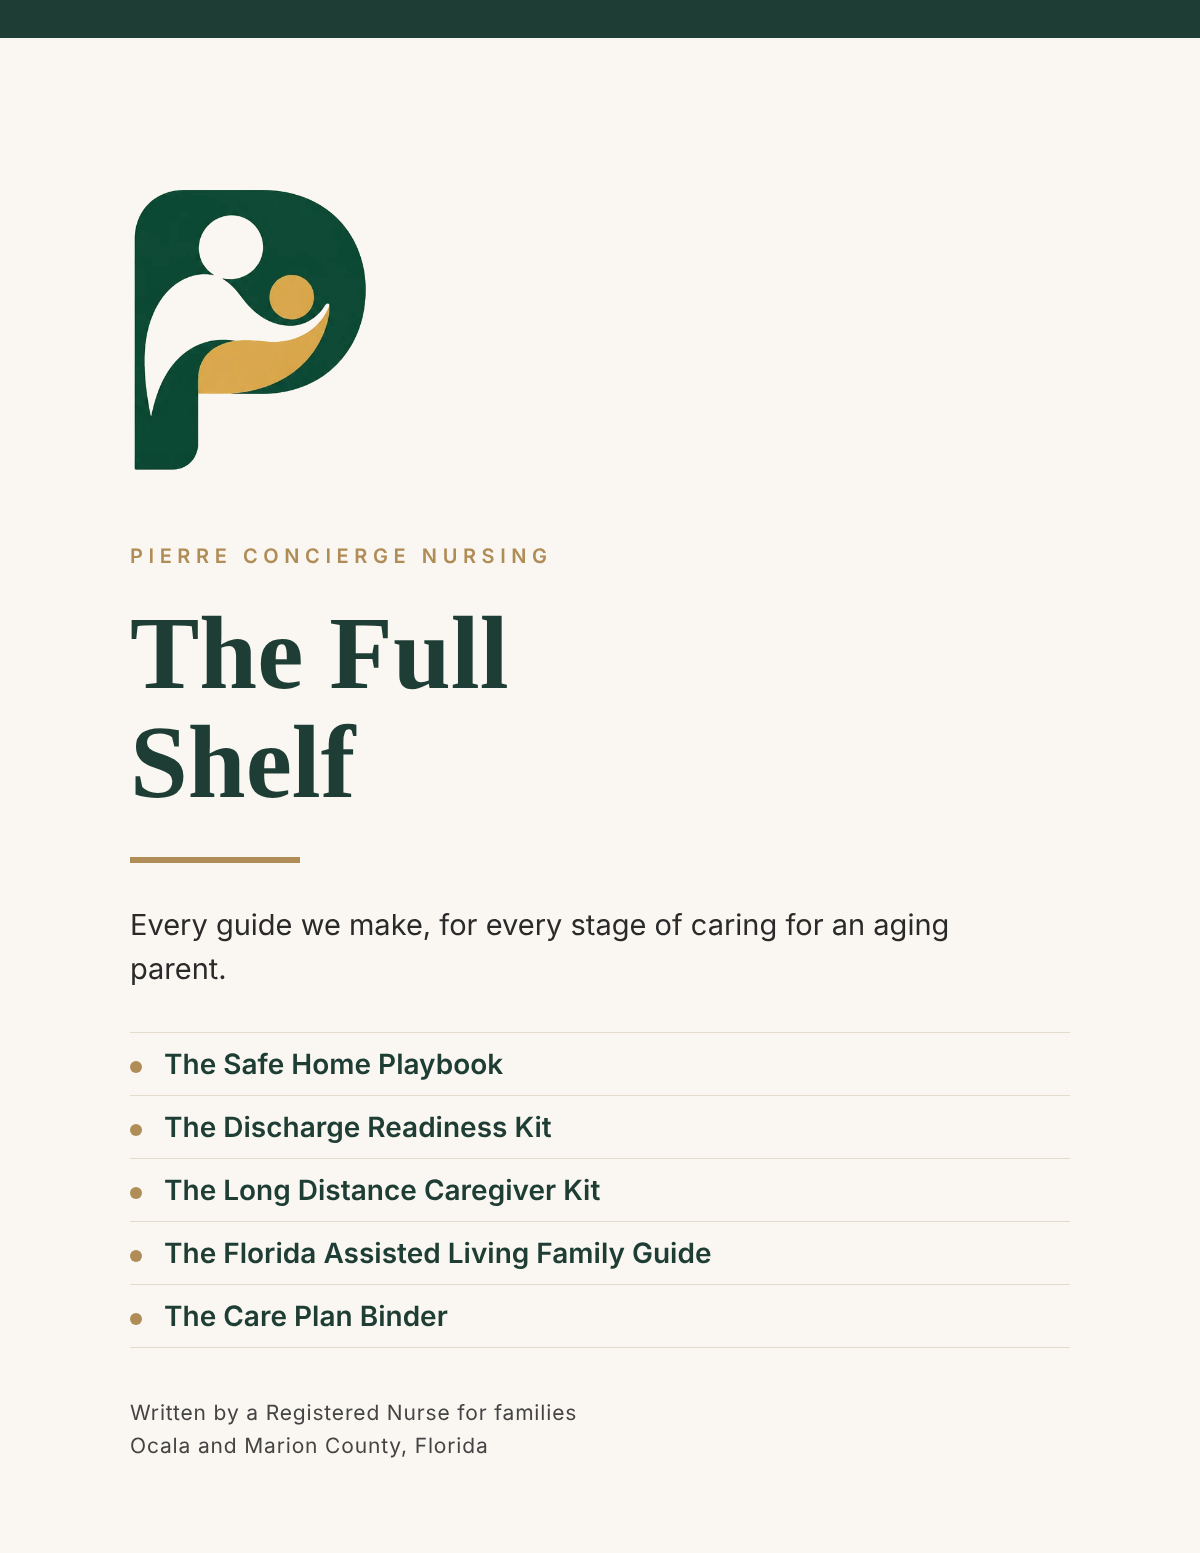 PIERRE CONCIERGE NURSING
The Full
Shelf
Every guide we make, for every stage of caring for an aging
parent.
The Safe Home Playbook
The Discharge Readiness Kit
The Long Distance Caregiver Kit
The Florida Assisted Living Family Guide
The Care Plan Binder
Written by a Registered Nurse for families
Ocala and Marion County, Florida